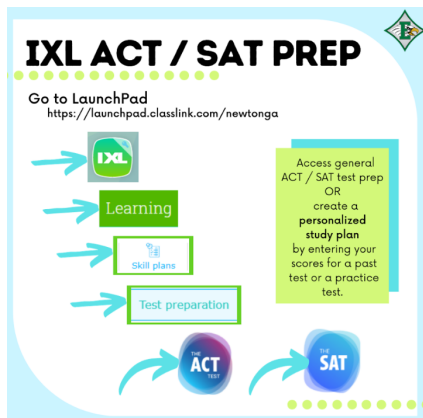 E
IXL ACT / SAT PREP
Go to LaunchPad
https://launchpad.classlink.com/newtonga
IXL
Learning
Skill plans
Test preparation
Access general
ACT / SAT test prep
OR
create a
personalized
study plan
by entering your
scores for a past
test or a practice
test.
THE
ACT
TEST
THE
SAT